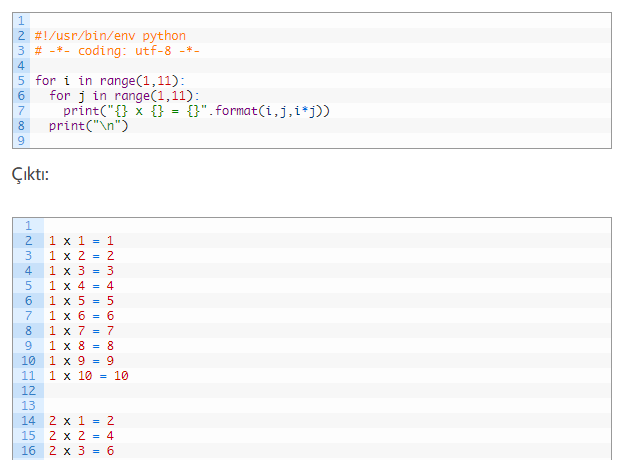 1
2 #!/usr/bin/env python
3 # -*- coding: utf-8 -*-
4
5 for i in range(1,11):
6   for j in range(1,11):
7     print("{} x {} = {}".format(i,j,i*j))
8   print("\n")
9
Çıktı:
1
2 1 x 1 = 1
3 1 x 2 = 2
4 1 x 3 = 3
5 1 x 4 = 4
6 1 x 5 = 5
7 1 x 6 = 6
8 1 x 7 = 7
9 1 x 8 = 8
10 1 x 9 = 9
11 1 x 10 = 10
12
13
14 2 x 1 = 2
15 2 x 2 = 4
16 2 x 3 = 6